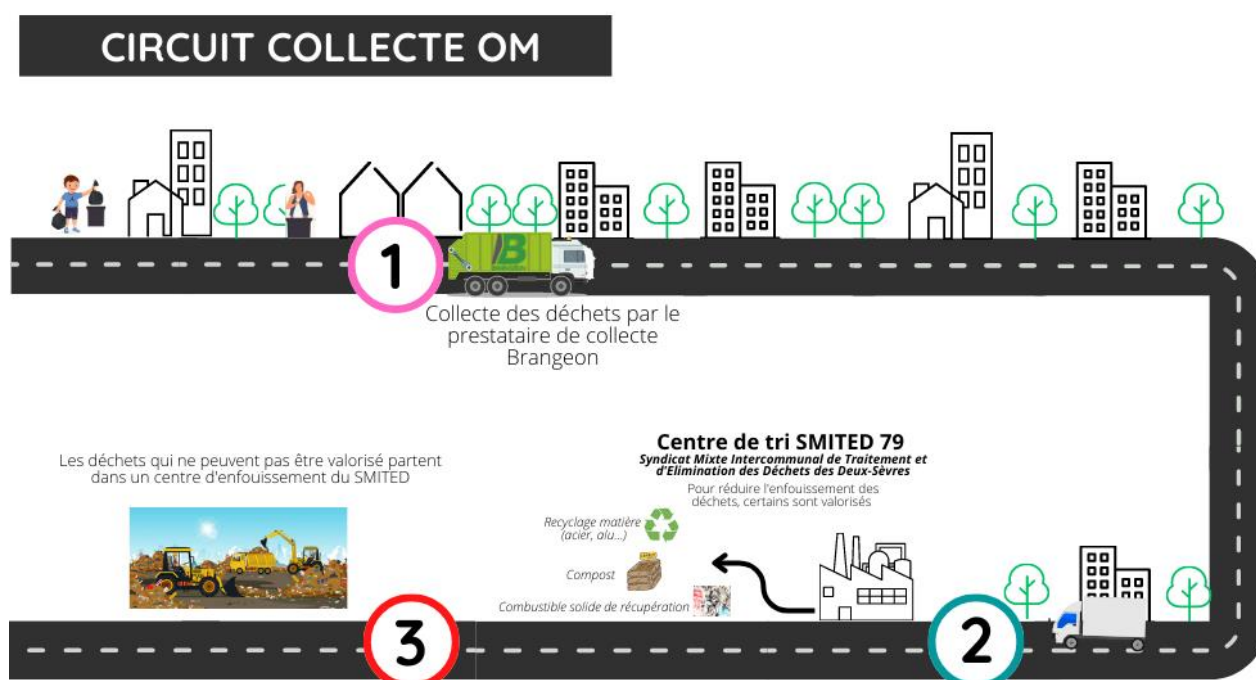 CIRCUIT COLLECTE OM
1
B
Collecte des déchets par le
prestataire de collecte
Brangeon
Centre de tri SMITED 79
Syndicat Mixte Intercommunal de Traitement et
d'Elimination des Déchets des Deux-Sèvres
Pour réduire l'enfouissement des
déchets, certains sont valorisés
Recyclage matière
(acier, alu...)
Compost
Combustible solide de récupération
2
Les déchets qui ne peuvent pas être valorisé partent
dans un centre d'enfouissement du SMITED
3